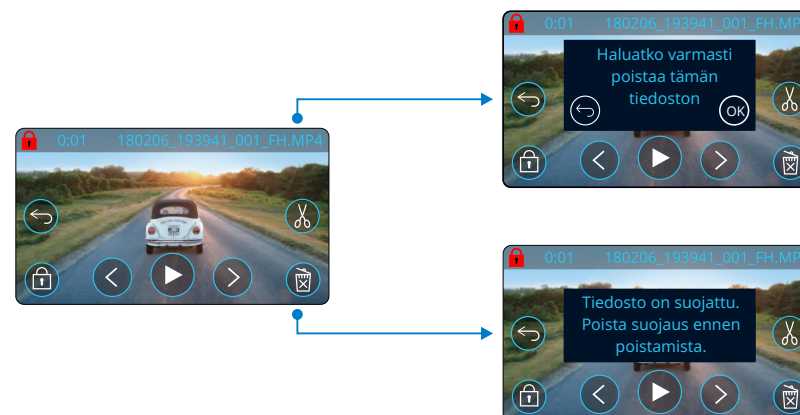 0:01 180206_193941_001_FH.MP4
0:01 180206_193941_001_FH.MP
Haluatko varmasti
poistaa tämän
tiedoston
OK
0:01 180206_193941_001_FH.MP
Tiedosto on suojattu.
Poista suojaus ennen
poistamista.